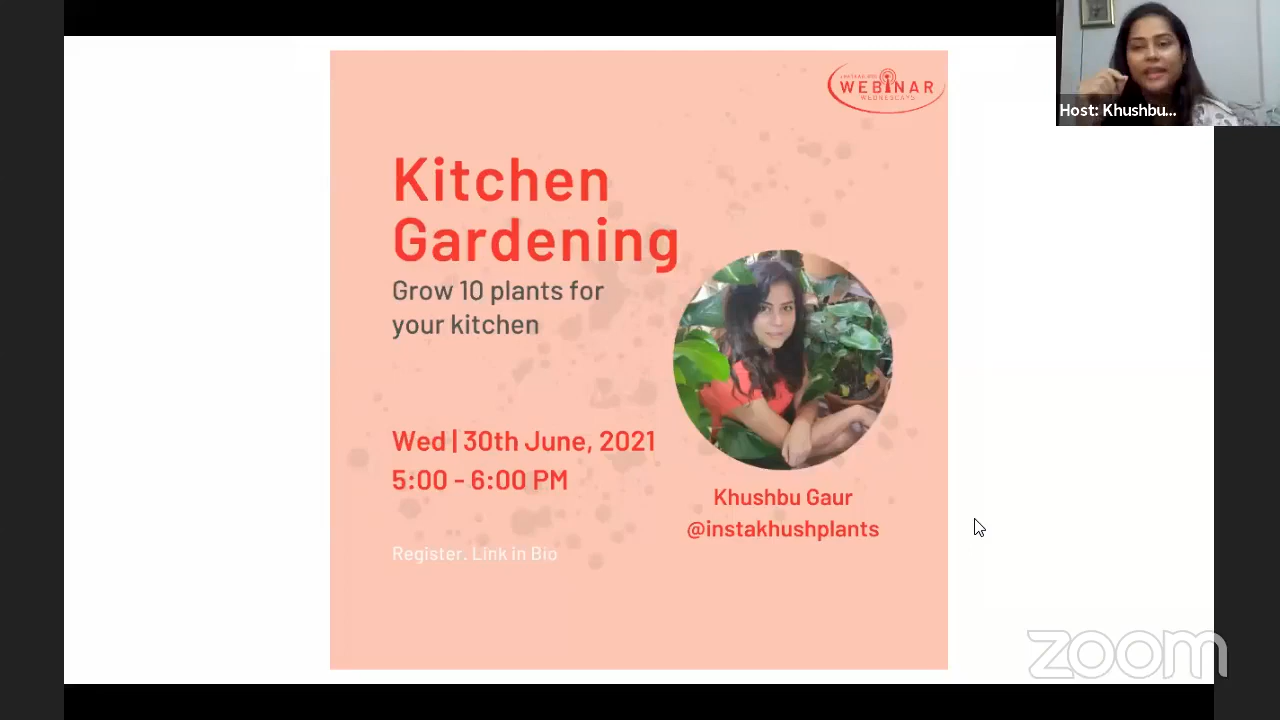 WEBINAR
WEDNESDAYS
Host: Khushbu...
Kitchen
Gardening
Grow 10 plants for
your kitchen
Wed | 30th June, 2021
5:00 - 6:00 PM
Khushbu Gaur
@instakhushplants
Register. Link in Bio
zoom